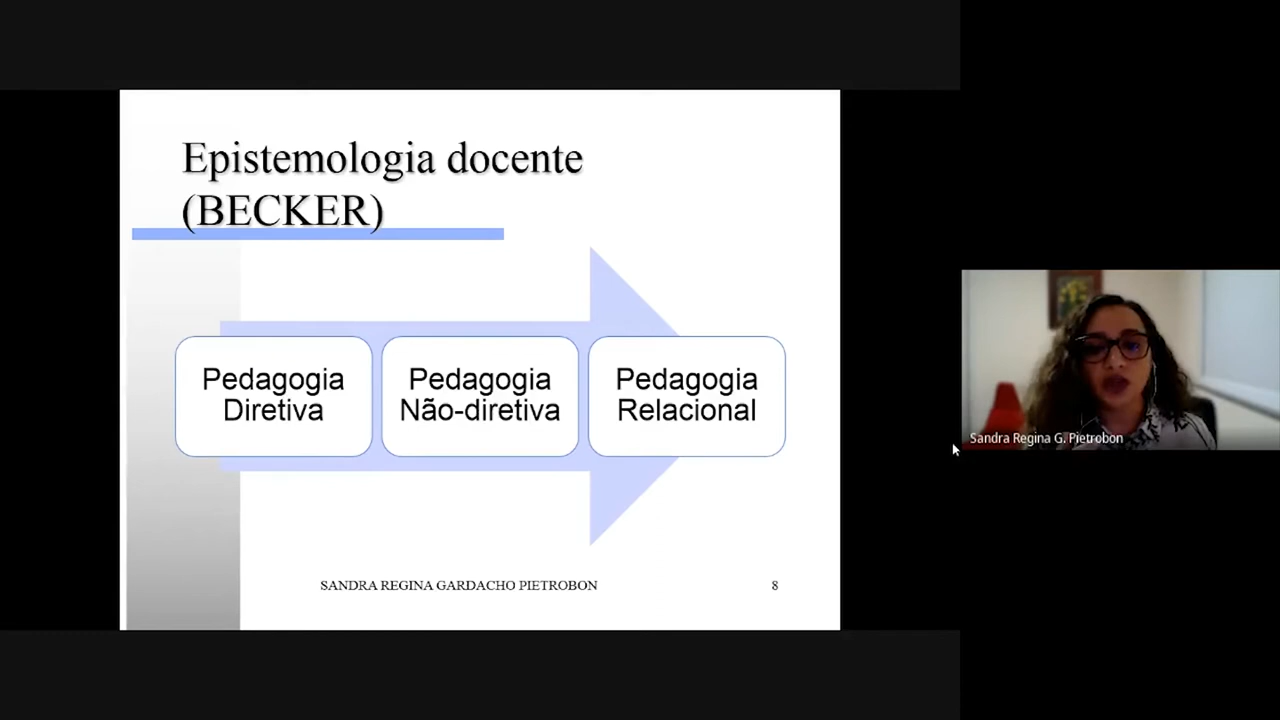 Epistemologia docente
(BECKER)
Pedagogia
Diretiva
Pedagogia
Não-diretiva
Pedagogia
Relacional
SANDRA REGINA GARDACHO PIETROBON
8
Sandra Regina G. Pietrobon